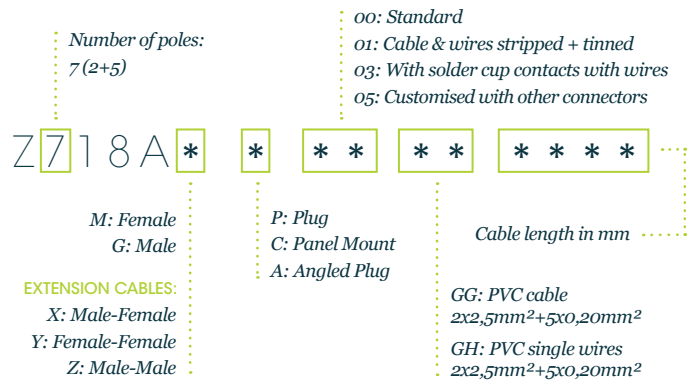 Number of poles:
7 (2+5)
00: Standard
01: Cable & wires stripped + tinned
03: With solder cup contacts with wires
05: Customised with other connectors
Z718A* * ** ** ****
M: Female
G: Male
EXTENSION CABLES:
X: Male-Female
Y: Female-Female
Z: Male-Male
P: Plug
C: Panel Mount
A: Angled Plug
Cable length in mm
GG: PVC cable
2x2,5mm²+5x0,20mm²
GH: PVC single wires
2x2,5mm²+5x0,20mm²